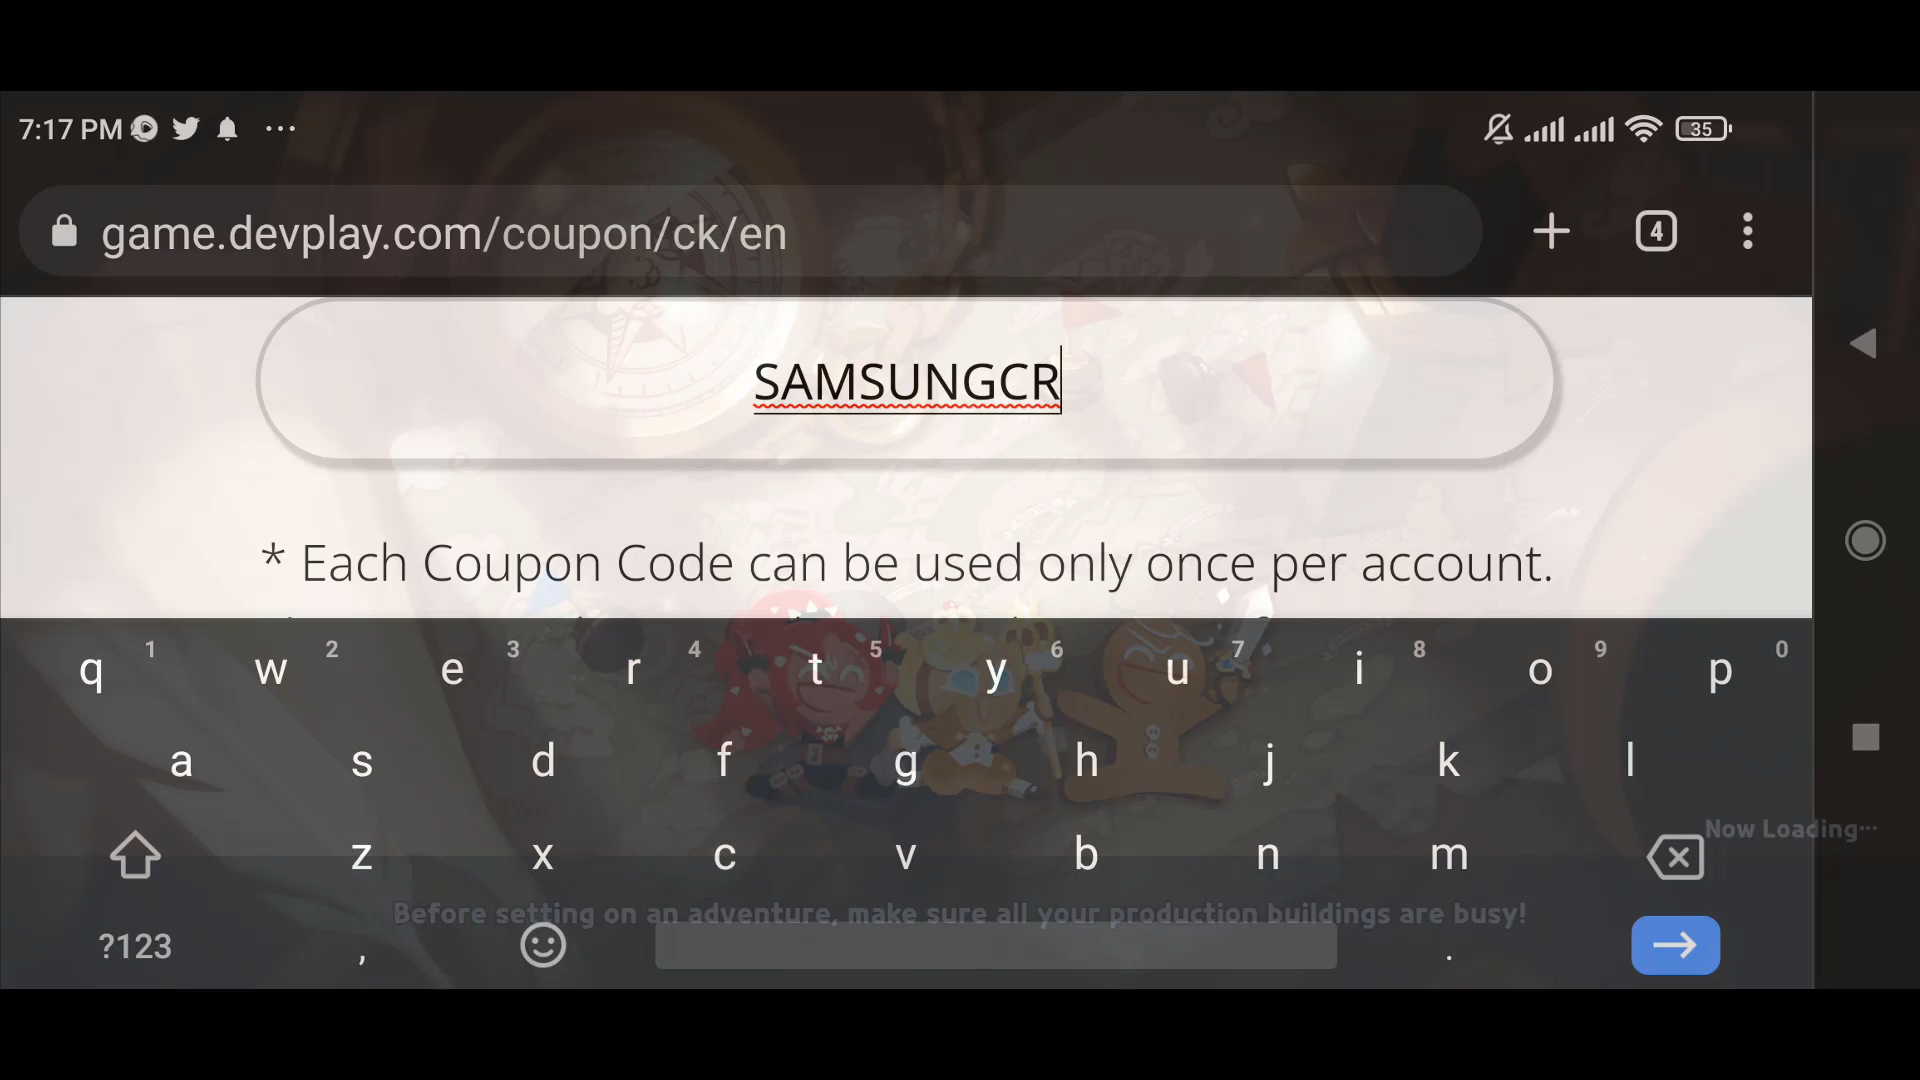 7:17 PM
35
game.devplay.com/coupon/ck/en
4
SAMSUNGCR
* Each Coupon Code can be used only once per account.
1 2 3 4 5 6 7 8 9 0
q w e r t y u i o p
a s d f g h j k l
Now Loading...
z x c v b n m
Before setting on an adventure, make sure all your production buildings are busy!
?123 , .